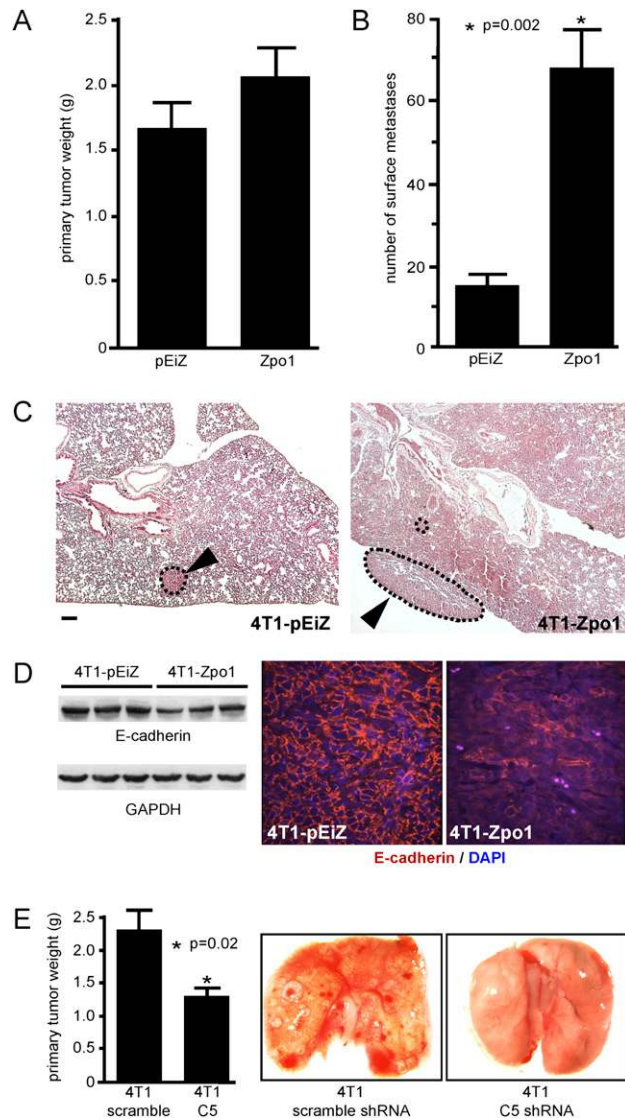 A
primary tumor weight (g)
2.5
2.0
1.5
1.0
0.5
0
pEiZ
Zpo1
B
number of surface metastases
80
60
40
20
0
* p=0.002
*
pEiZ
Zpo1
C
4T1-pEiZ
4T1-Zpo1
D
4T1-pEiZ 4T1-Zpo1
E-cadherin
GAPDH
4T1-pEiZ
4T1-Zpo1
E-cadherin / DAPI
E
primary tumor weight (g)
2.5
2.0
1.5
1.0
0.5
0
* p=0.02
*
4T1
scramble
4T1
C5
4T1
scramble shRNA
4T1
C5 shRNA